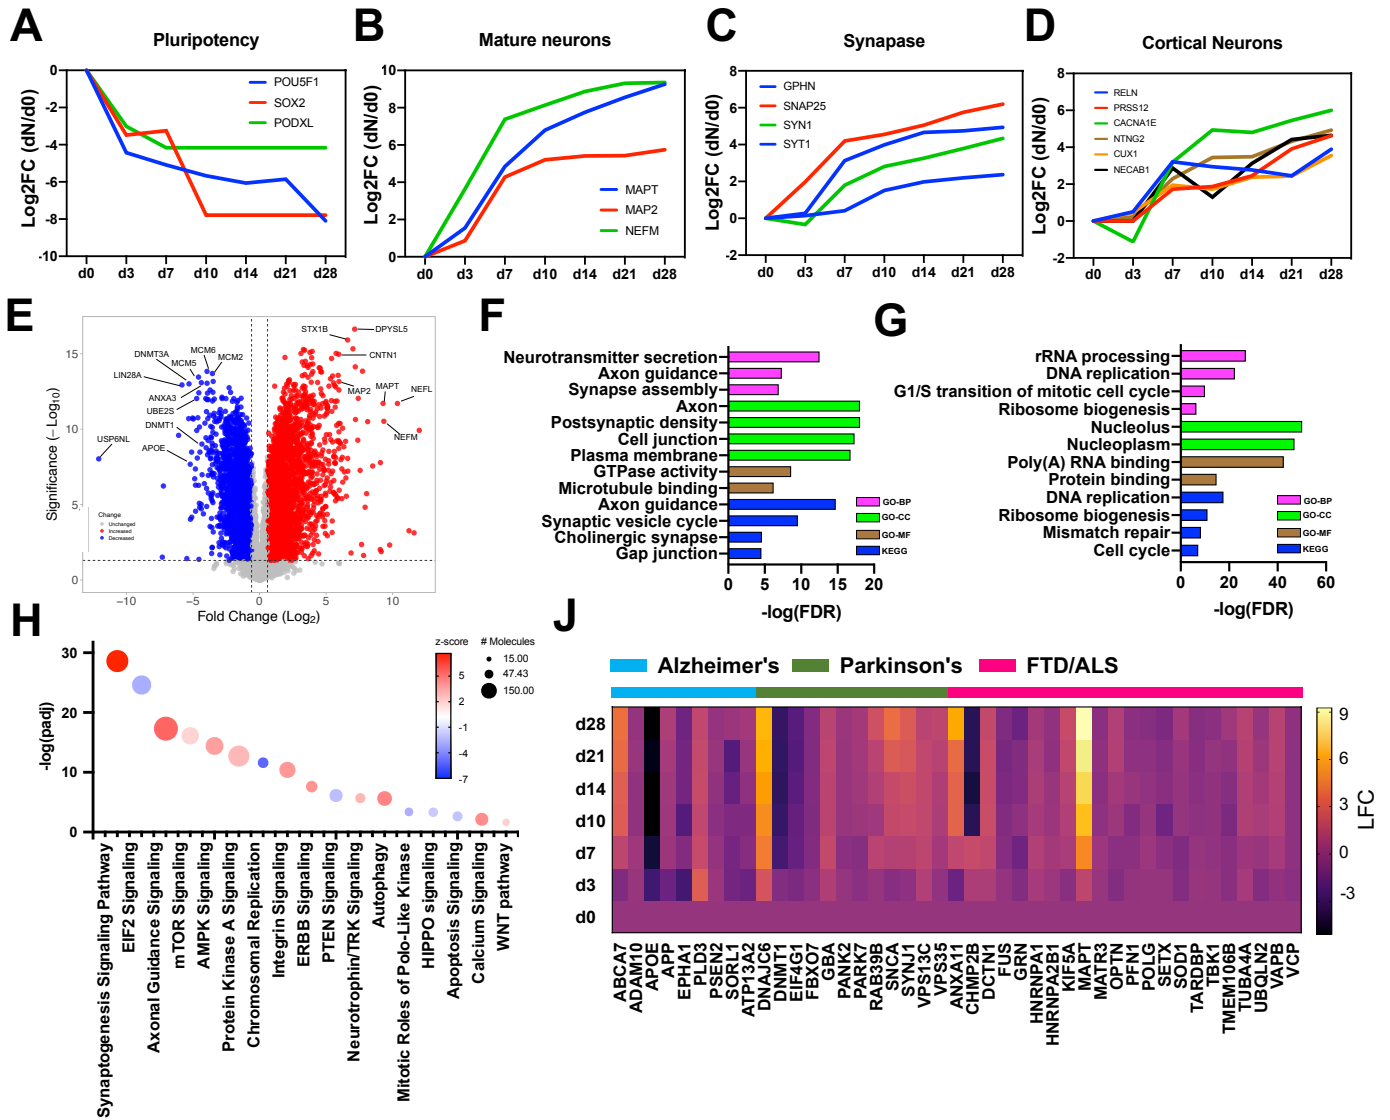 A
Pluripotency
Log2FC (dN/d0)
0
-2
-4
-6
-8
-10
POU5F1
SOX2
PODXL
d0 d3 d7 d10 d14 d21 d28
B
Mature neurons
Log2FC (dN/d0)
10
8
6
4
2
0
MAPT
MAP2
NEFM
d0 d3 d7 d10 d14 d21 d28
C
Synapase
Log2FC (dN/d0)
8
6
4
2
0
-2
GPHN
SNAP25
SYN1
SYT1
d0 d3 d7 d10 d14 d21 d28
D
Cortical Neurons
Log2FC (dN/d0)
8
6
4
2
0
-2
RELN
PRSS12
CACNA1E
NTNG2
CUX1
NECAB1
d0 d3 d7 d10 d14 d21 d28
E
Significance (−Log10)
15
10
5
0
STX1B
DPYSL5
CNTN1
MAP2
MAPT
NEFL
NEFM
DNMT3A
MCM6
MCM5
MCM2
LIN28A
ANXA3
UBE2S
DNMT1
APOE
USP6NL
Change
Unchanged
Increased
Decreased
−10 −5 0 5 10
Fold Change (Log2)
F
Neurotransmitter secretion
Axon guidance
Synapse assembly
Axon
Postsynaptic density
Cell junction
Plasma membrane
GTPase activity
Microtubule binding
Axon guidance
Synaptic vesicle cycle
Cholinergic synapse
Gap junction
GO-BP
GO-CC
GO-MF
KEGG
0 5 10 15 20
-log(FDR)
G
rRNA processing
DNA replication
G1/S transition of mitotic cell cycle
Ribosome biogenesis
Nucleolus
Nucleoplasm
Poly(A) RNA binding
Protein binding
DNA replication
Ribosome biogenesis
Mismatch repair
Cell cycle
GO-BP
GO-CC
GO-MF
KEGG
0 20 40 60
-log(FDR)
H
-log(padj)
30
20
10
0
z-score
5
2
0
-2
-5
-7
# Molecules
15.00
47.43
150.00
Synaptogenesis Signaling Pathway
EIF2 Signaling
Axonal Guidance Signaling
mTOR Signaling
AMPK Signaling
Protein Kinase A Signaling
Chromosomal Replication
Integrin Signaling
ERBB Signaling
PTEN Signaling
Neurotrophin/TRK Signaling
Autophagy
Mitotic Roles of Polo-Like Kinase
HIPPO signaling
Apoptosis Signaling
Calcium Signaling
WNT pathway
J
Alzheimer's Parkinson's FTD/ALS
d28
d21
d14
d10
d7
d3
d0
9
6
3
0
-3
LFC
ABCA7
ADAM10
APOE
APP
EPHA1
PLD3
PSEN2
SORL1
ATP13A2
DNAJC6
DNMT1
EIF4G1
FBXO7
GBA
PANK2
PARK7
RAB39B
SNCA
SYNJ1
VPS13C
VPS35
ANXA11
CHMP2B
DCTN1
FUS
GRN
HNRNPA1
HNRNPA2B1
KIF5A
MAPT
MATR3
OPTN
PFN1
POLG
SETX
SOD1
TARDBP
TBK1
TMEM106B
TUBA4A
UBQLN2
VAPB
VCP